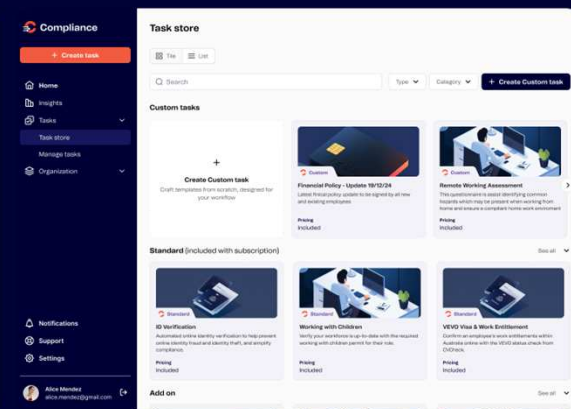 Compliance
+ Create task
Home
Insights
Tasks
Task store
Manage tasks
Organization
Notifications
Support
Settings
Alice Mendez
alice.mendez@gmail.com
Task store
Tile
List
Search
Type
Category
+ Create Custom task
Custom tasks
+
Create Custom task
Craft templates from scratch, designed for
your workflow
Custom
Financial Policy - Update 19/12/24
Latest finical policy update to be signed by all new
and existing employees
Pricing
Included
Custom
Remote Working Assessment
This questionnaire is assist identifying common
hazards which may be present when working from
home and ensure a compliant home work enviroment
Pricing
Included
Standard (included with subscription)
See all
Standard
ID Verification
Automated online identity verification to help prevent
online identity fraud and identity theft, and simplify
compliance.
Pricing
Included
Standard
Working with Children
Verify your workforce is up-to-date with the required
working with children permit for their role.
Pricing
Included
Standard
VEVO Visa & Work Entitlement
Confirm an employee's work entitlements within
Australia online with the VEVO status check from
CVCheck.
Pricing
Included
Add on
See all